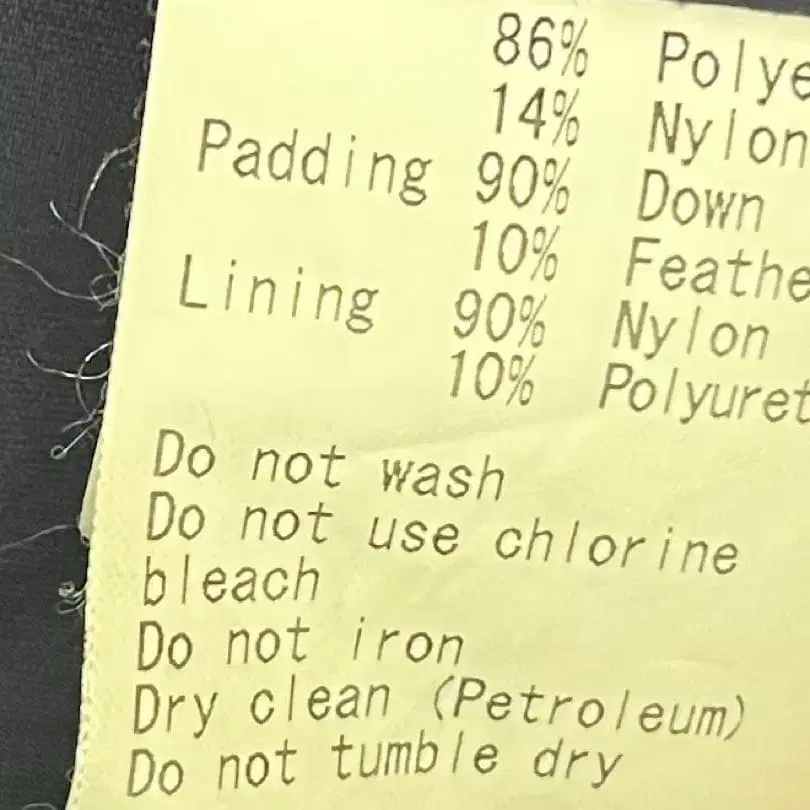 86% Polye
14% Nylon
Padding 90% Down
10% Feathe
Lining 90% Nylon
10% Polyuret
Do not wash
Do not use chlorine
bleach
Do not iron
Dry clean (Petroleum)
Do not tumble dry